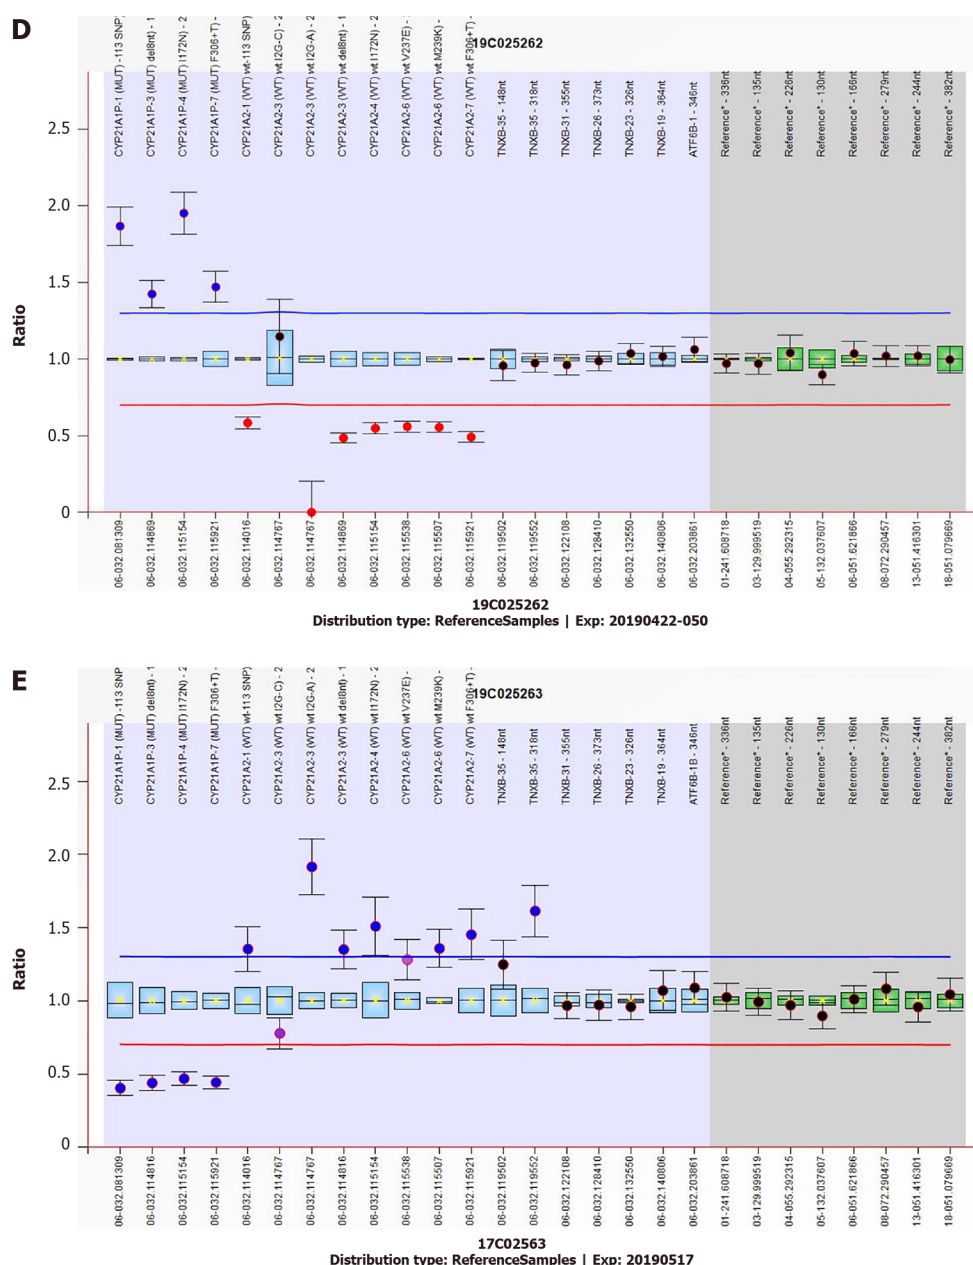 D
CYP21A1P-1 (MUT) -113 SNP)
CYP21A1P-3 (MUT) del8nt) - 1
CYP21A1P-4 (MUT) I172N) - 2
CYP21A1P-7 (MUT) F306+T) -
CYP21A2-1 (WT) wt-113 SNP)
CYP21A2-3 (WT) wt I2G-C) - 2
CYP21A2-3 (WT) wt I2G-A) - 2
CYP21A2-3 (WT) wt del8nt) - 1
CYP21A2-4 (WT) wt I172N) - 2
CYP21A2-6 (WT) wt V237E) -
CYP21A2-6 (WT) wt M239K) -
CYP21A2-7 (WT) wt F306+T) -
19C025262
TNXB-35 - 148nt
TNXB-35 - 318nt
TNXB-31 - 355nt
TNXB-26 - 373nt
TNXB-23 - 326nt
TNXB-19 - 364nt
ATF6B-1 - 346nt
Reference* - 336nt
Reference* - 135nt
Reference* - 226nt
Reference* - 130nt
Reference* - 166nt
Reference* - 279nt
Reference* - 244nt
Reference* - 382nt
Ratio
2.5
2.0
1.5
1.0
0.5
0
06-032.081309
06-032.114869
06-032.115154
06-032.115921
06-032.114016
06-032.114767
06-032.114767
06-032.114869
06-032.115154
06-032.115538
06-032.115507
06-032.115921
06-032.119502
06-032.119552
06-032.122108
06-032.128410
06-032.132550
06-032.140806
06-032.203861
01-241.608718
03-129.999519
04-055.292315
05-132.037607
06-051.621866
08-072.290457
13-051.416301
18-051.079669
19C025262
Distribution type: ReferenceSamples | Exp: 20190422-050
E
CYP21A1P-1 (MUT) -113 SNP
CYP21A1P-3 (MUT) del8nt) - 1
CYP21A1P-4 (MUT) I172N) - 2
CYP21A1P-7 (MUT) F306+T) -
CYP21A2-1 (WT) wt-113 SNP)
CYP21A2-3 (WT) wt I2G-C) - 2
CYP21A2-3 (WT) wt I2G-A) - 2
CYP21A2-3 (WT) wt del8nt) - 1
CYP21A2-4 (WT) wt I172N) - 2
CYP21A2-6 (WT) wt V237E) -
CYP21A2-6 (WT) wt M239K) -
CYP21A2-7 (WT) wt F306+T) -
19C025263
TNXB-35 - 148nt
TNXB-35 - 318nt
TNXB-31 - 355nt
TNXB-26 - 373nt
TNXB-23 - 326nt
TNXB-19 - 364nt
ATF6B-1B - 346nt
Reference* - 336nt
Reference* - 135nt
Reference* - 226nt
Reference* - 130nt
Reference* - 166nt
Reference* - 279nt
Reference* - 244nt
Reference* - 382nt
Ratio
2.5
2.0
1.5
1.0
0.5
0
06-032.081309
06-032.114816
06-032.115154
06-032.115921
06-032.114016
06-032.114767
06-032.114767
06-032.114816
06-032.115154
06-032.115538
06-032.115507
06-032.115921
06-032.119502
06-032.119552
06-032.122108
06-032.128410
06-032.132550
06-032.140806
06-032.203861
01-241.608718
03-129.999519
04-055.292315
05-132.037607
06-051.621866
08-072.290457
13-051.416301
18-051.079669
17C02563
Distribution type: ReferenceSamples | Exp: 20190517